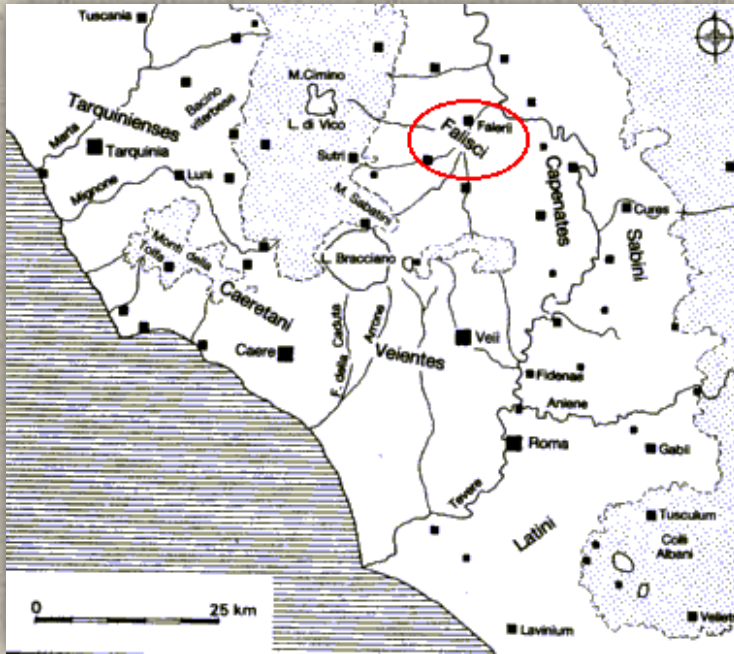 Tuscania
M. Cimino
Bacino
viterbese
Tarquinienses
Marta
L. di Vico
Falerii
Falisci
Tarquinia
Sutri
Luni
Mignone
Capenates
M. Sabatini
Cures
Sabini
Monti della
Tolfa
L. Bracciano
Caeretani
F. della Caduta
Arrone
Veii
Caere
Veientes
Fidenae
Aniene
Roma
Gabii
Tevere
Tusculum
Latini
Colli
Albani
0 25 km
Lavinium